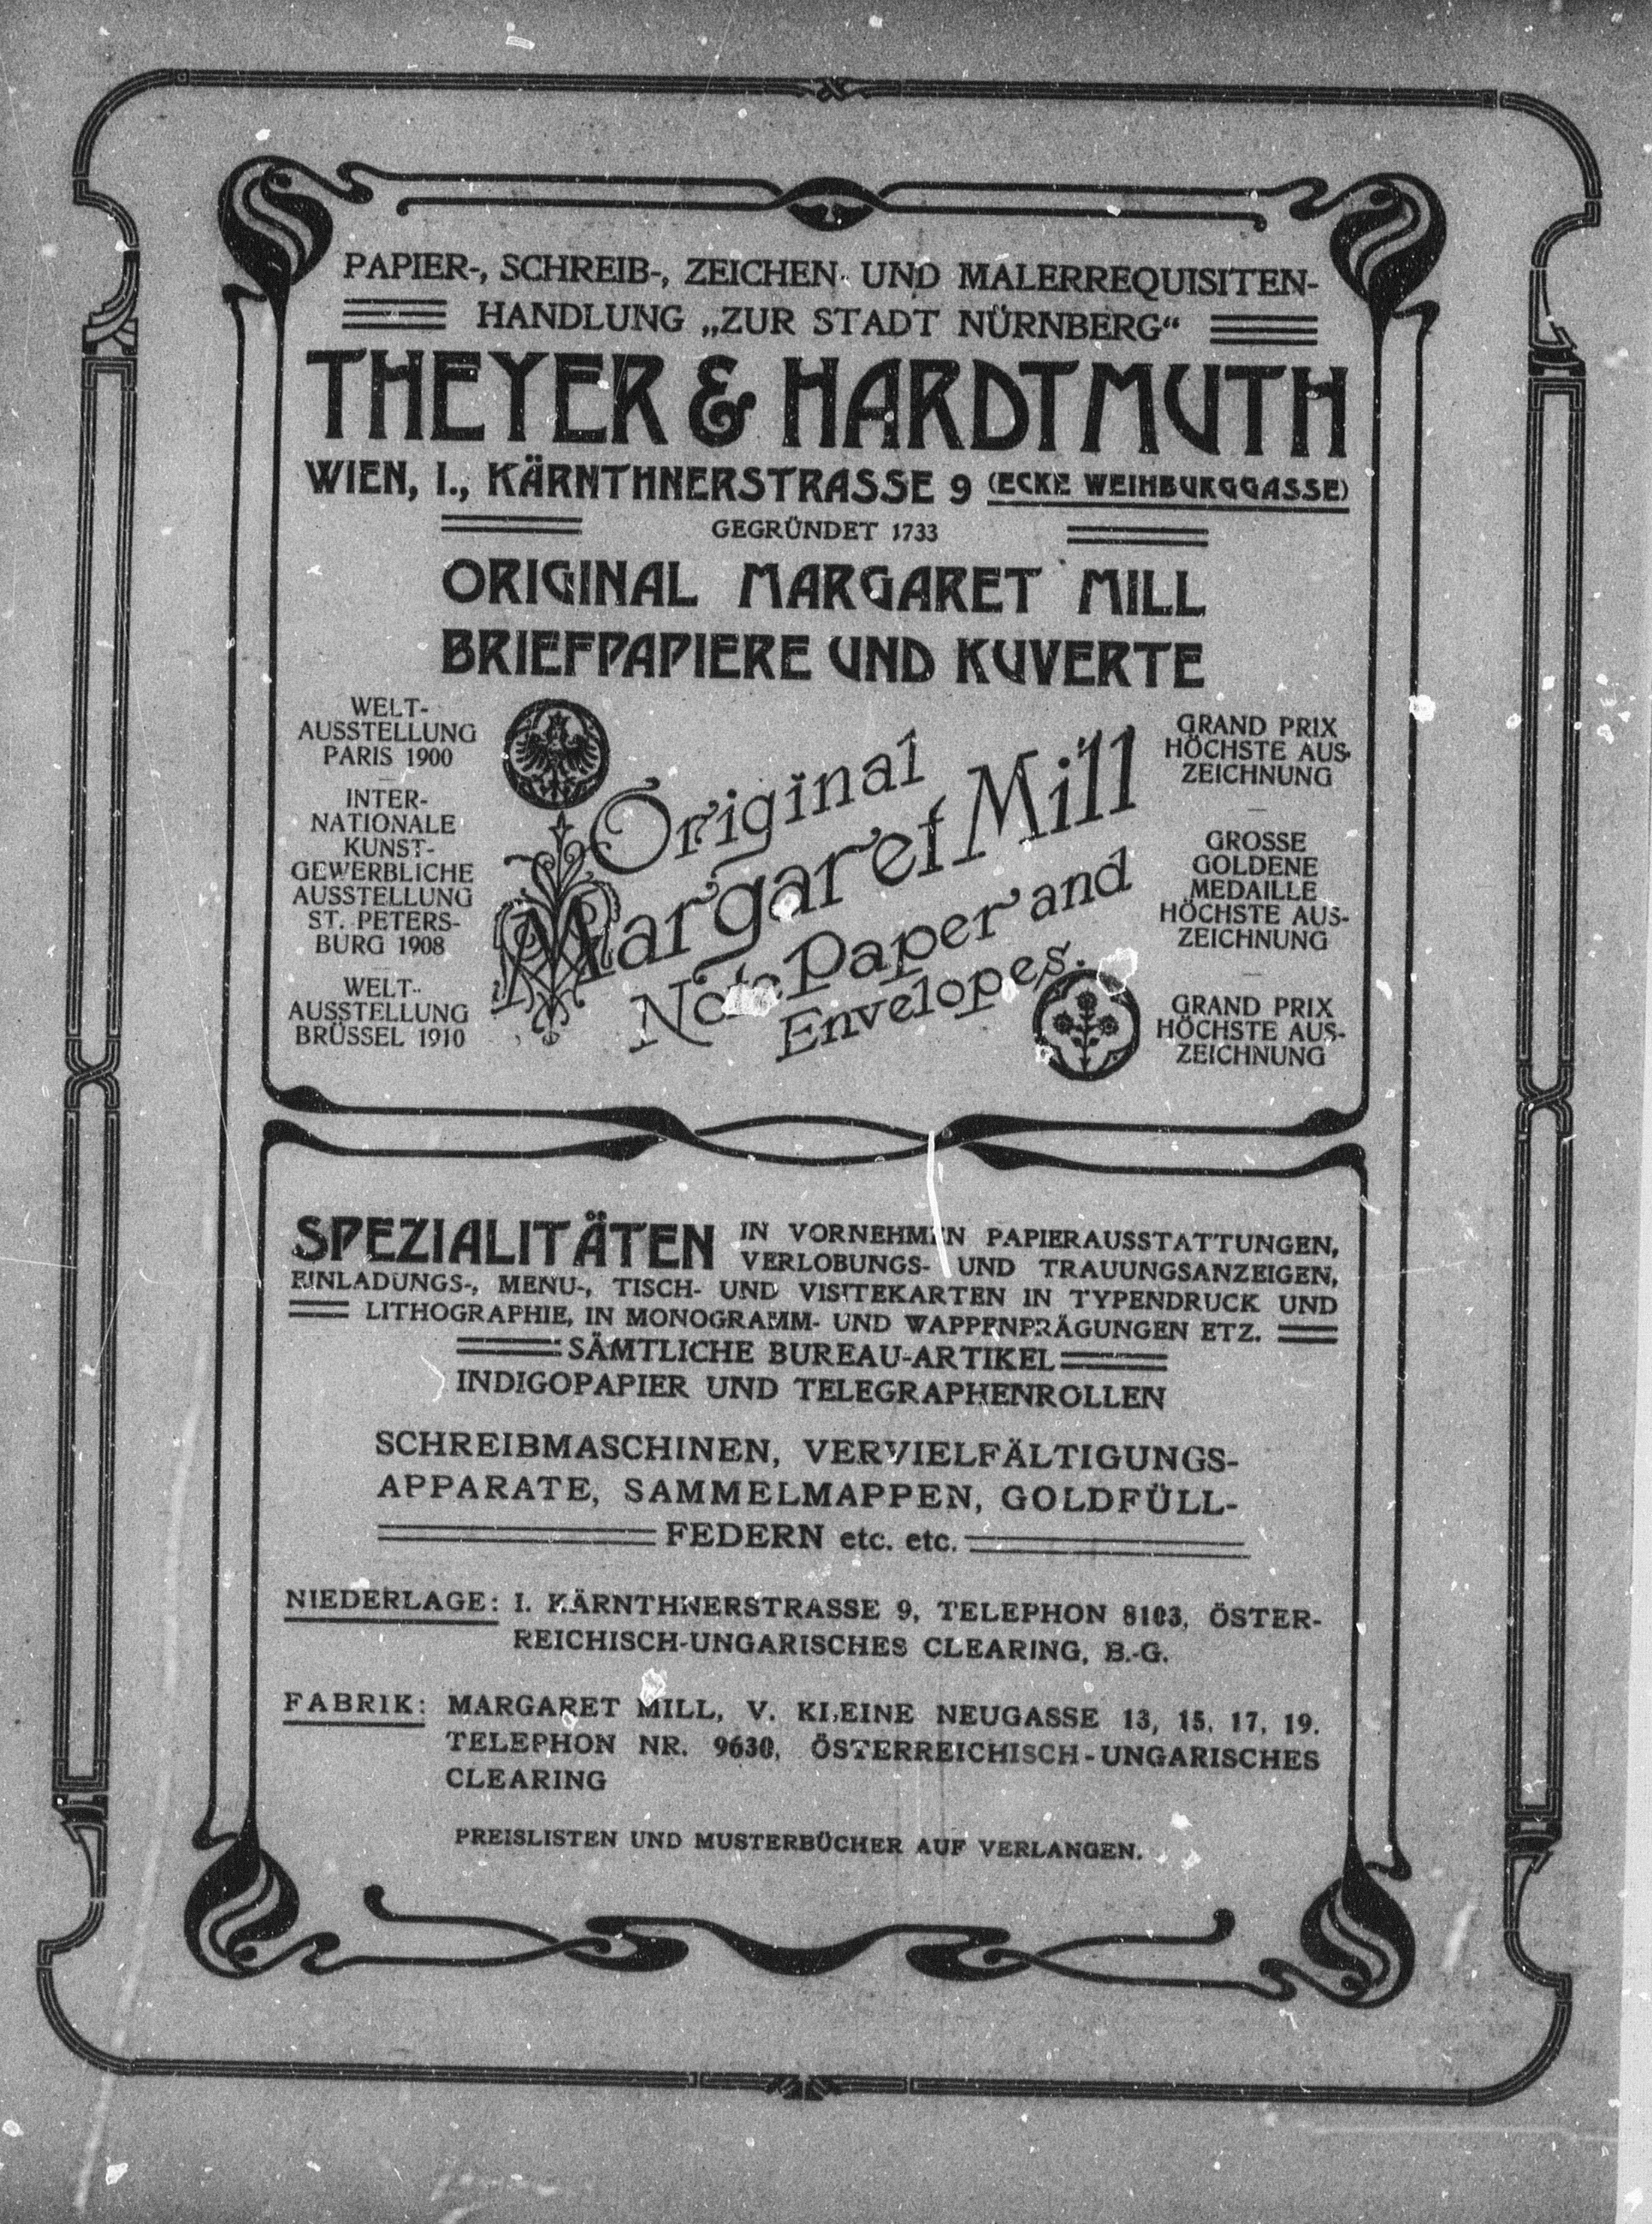 PAPIER-, SCHREIB-, ZEICHEN- UND MALERREQUISITEN-
HANDLUNG „ZUR STADT NÜRNBERG“
THEYER & HARDTMUTH
WIEN, I., KÄRNTHNERSTRASSE 9 (ECKE WEIHBURGGASSE)
GEGRÜNDET 1733
ORIGINAL MARGARET MILL
BRIEFPAPIERE UND KUVERTE
WELT-
AUSSTELLUNG
PARIS 1900
INTER-
NATIONALE
KUNST-
GEWERBLICHE
AUSSTELLUNG
ST. PETERS-
BURG 1908
WELT-
AUSSTELLUNG
BRÜSSEL 1910
Original
Margaret Mill
Note Paper and
Envelopes.
GRAND PRIX
HÖCHSTE AUS-
ZEICHNUNG
GROSSE
GOLDENE
MEDAILLE
HÖCHSTE AUS-
ZEICHNUNG
GRAND PRIX
HÖCHSTE AUS-
ZEICHNUNG
SPEZIALITÄTEN IN VORNEHMEN PAPIERAUSSTATTUNGEN,
VERLOBUNGS- UND TRAUUNGSANZEIGEN,
EINLADUNGS-, MENU-, TISCH- UND VISITEKARTEN IN TYPENDRUCK UND
LITHOGRAPHIE, IN MONOGRAMM- UND WAPPENPRÄGUNGEN ETZ.
SÄMTLICHE BUREAU-ARTIKEL
INDIGOPAPIER UND TELEGRAPHENROLLEN
SCHREIBMASCHINEN, VERVIELFÄLTIGUNGS-
APPARATE, SAMMELMAPPEN, GOLDFÜLL-
FEDERN etc. etc.
NIEDERLAGE: I. KÄRNTHNERSTRASSE 9, TELEPHON 8103, ÖSTER-
REICHISCH-UNGARISCHES CLEARING, B.-G.
FABRIK: MARGARET MILL, V. KLEINE NEUGASSE 13, 15, 17, 19.
TELEPHON NR. 9630, ÖSTERREICHISCH-UNGARISCHES
CLEARING
PREISLISTEN UND MUSTERBÜCHER AUF VERLANGEN.